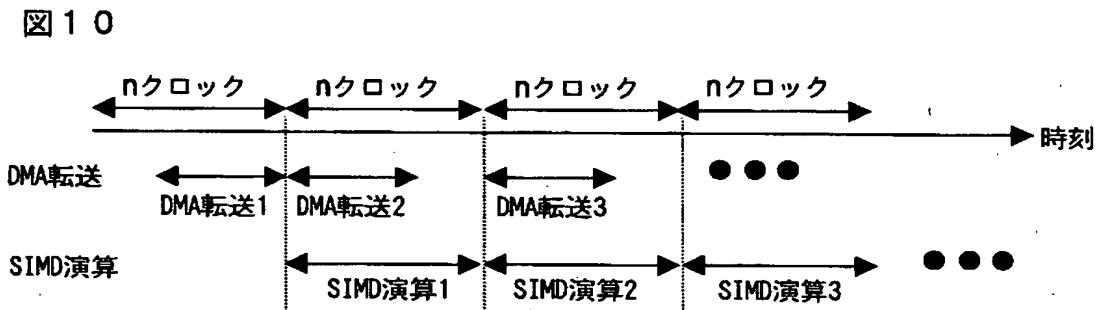 図１０
nクロック nクロック nクロック nクロック
時刻
DMA転送
DMA転送1 DMA転送2 DMA転送3
SIMD演算
SIMD演算1 SIMD演算2 SIMD演算3